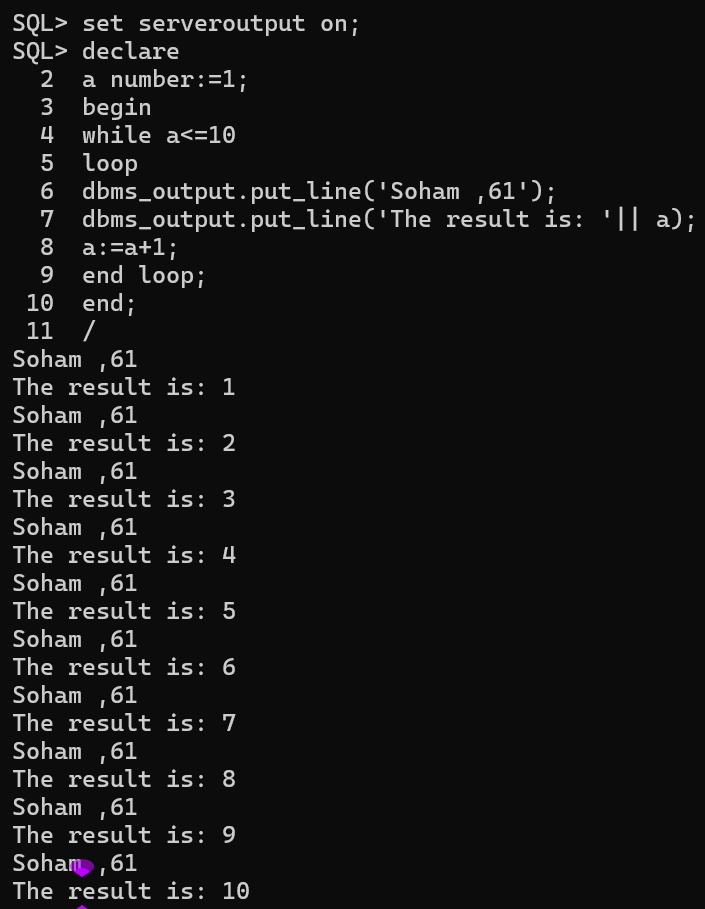 SQL> set serveroutput on;
SQL> declare
  2  a number:=1;
  3  begin
  4  while a<=10
  5  loop
  6  dbms_output.put_line('Soham ,61');
  7  dbms_output.put_line('The result is: '|| a);
  8  a:=a+1;
  9  end loop;
 10  end;
 11  /
Soham ,61
The result is: 1
Soham ,61
The result is: 2
Soham ,61
The result is: 3
Soham ,61
The result is: 4
Soham ,61
The result is: 5
Soham ,61
The result is: 6
Soham ,61
The result is: 7
Soham ,61
The result is: 8
Soham ,61
The result is: 9
Soham ,61
The result is: 10